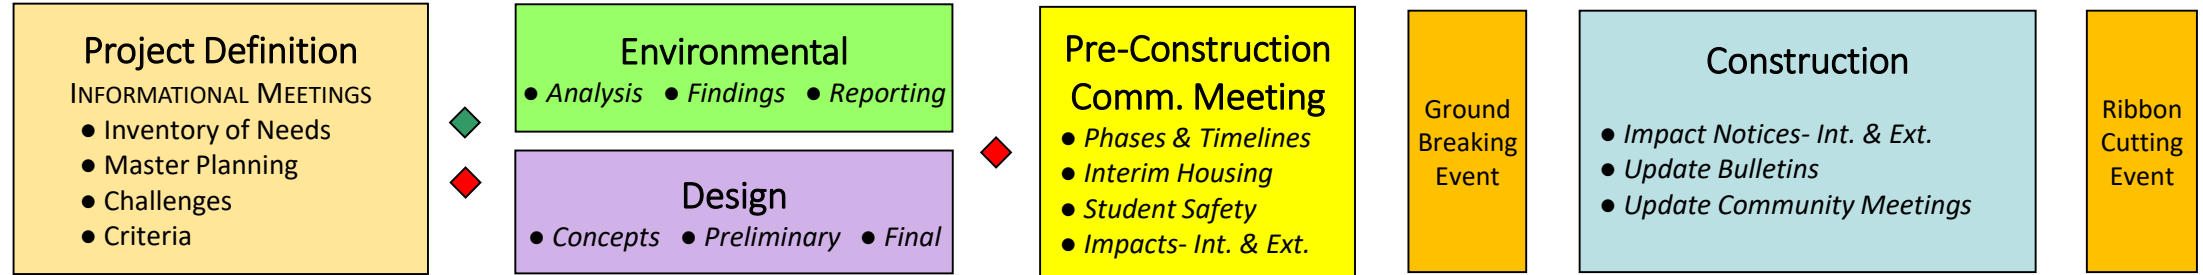 Project Definition
INFORMATIONAL MEETINGS
● Inventory of Needs
● Master Planning
● Challenges
● Criteria
Environmental
● Analysis ● Findings ● Reporting
Design
● Concepts ● Preliminary ● Final
Pre-Construction
Comm. Meeting
● Phases & Timelines
● Interim Housing
● Student Safety
● Impacts- Int. & Ext.
Ground
Breaking
Event
Construction
● Impact Notices- Int. & Ext.
● Update Bulletins
● Update Community Meetings
Ribbon
Cutting
Event